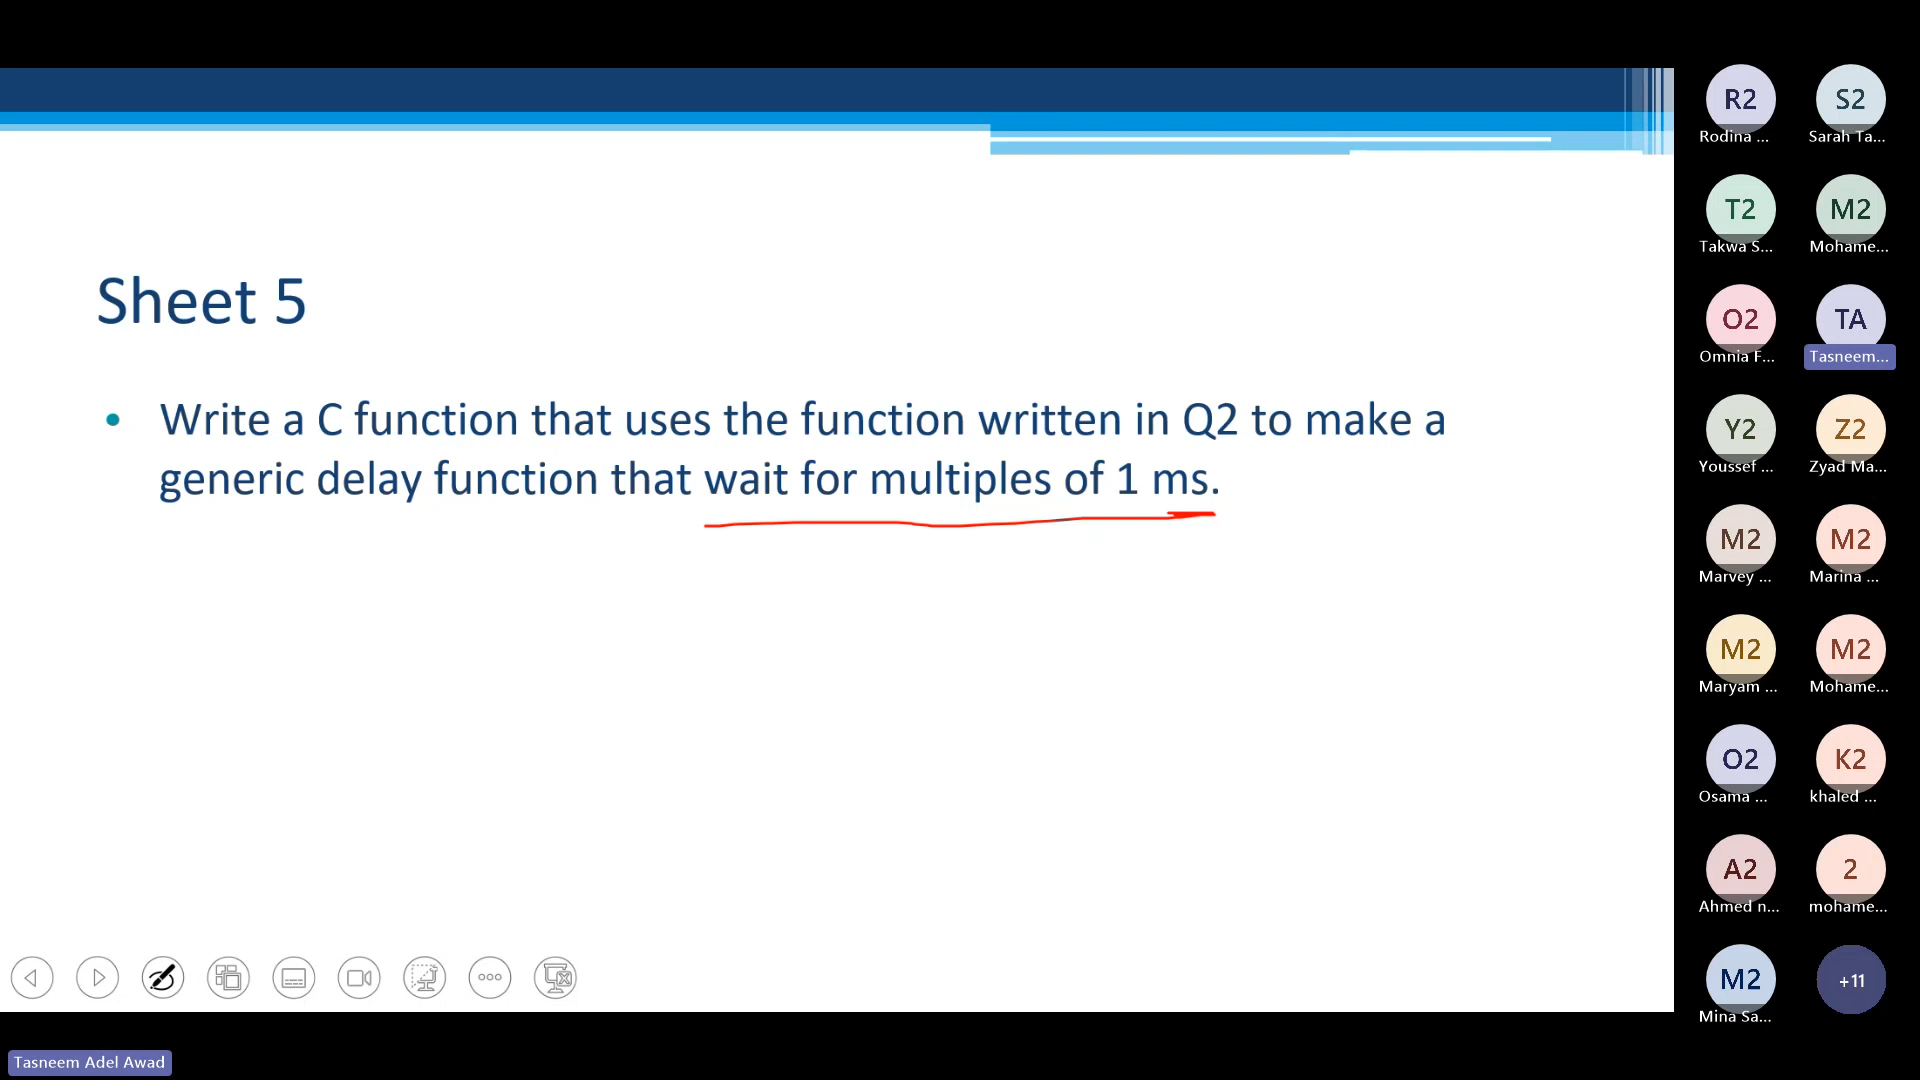 Sheet 5
• Write a C function that uses the function written in Q2 to make a
generic delay function that wait for multiples of 1 ms.
R2
Rodina ...
S2
Sarah Ta...
T2
Takwa S...
M2
Mohame...
O2
Omnia F...
TA
Tasneem...
Y2
Youssef ...
Z2
Zyad Ma...
M2
Marvey ...
M2
Marina ...
M2
Maryam ...
M2
Mohame...
O2
Osama ...
K2
khaled ...
A2
Ahmed n...
2
mohame...
M2
Mina Sa...
+11
Tasneem Adel Awad